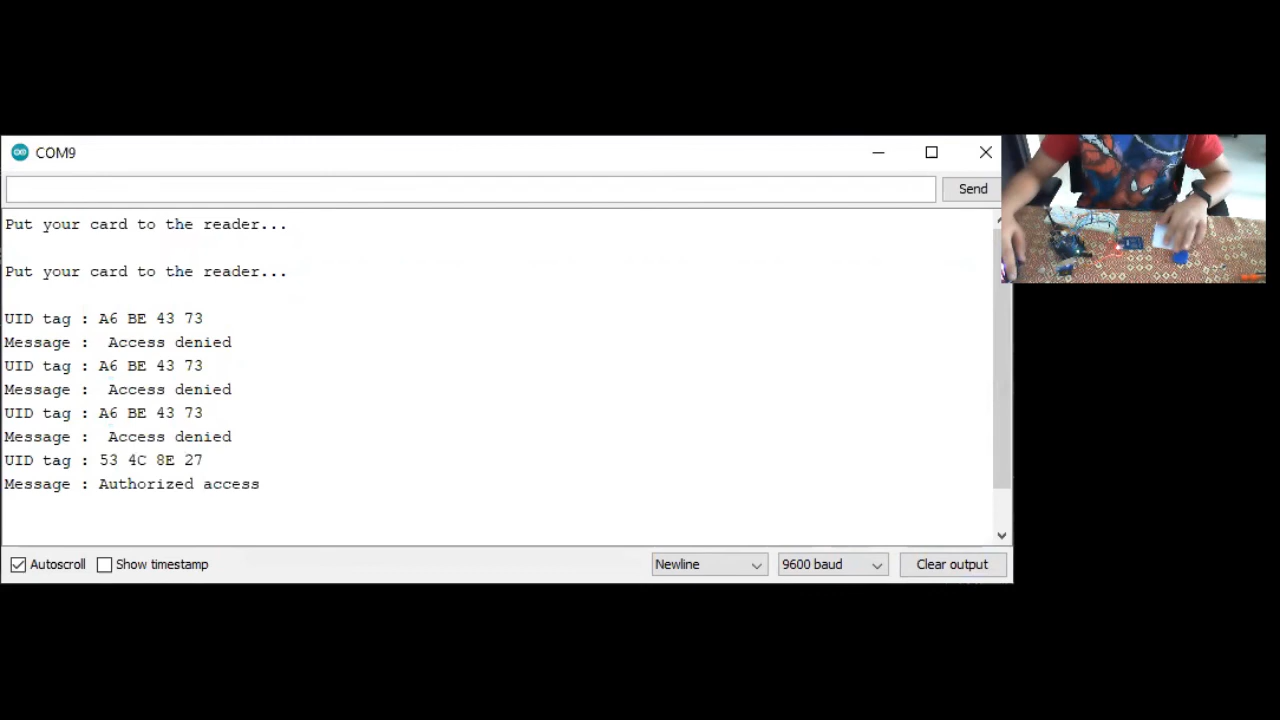 COM9
Send
Put your card to the reader...
Put your card to the reader...
UID tag : A6 BE 43 73
Message :  Access denied
UID tag : A6 BE 43 73
Message :  Access denied
UID tag : A6 BE 43 73
Message :  Access denied
UID tag : 53 4C 8E 27
Message : Authorized access
Autoscroll Show timestamp Newline 9600 baud Clear output